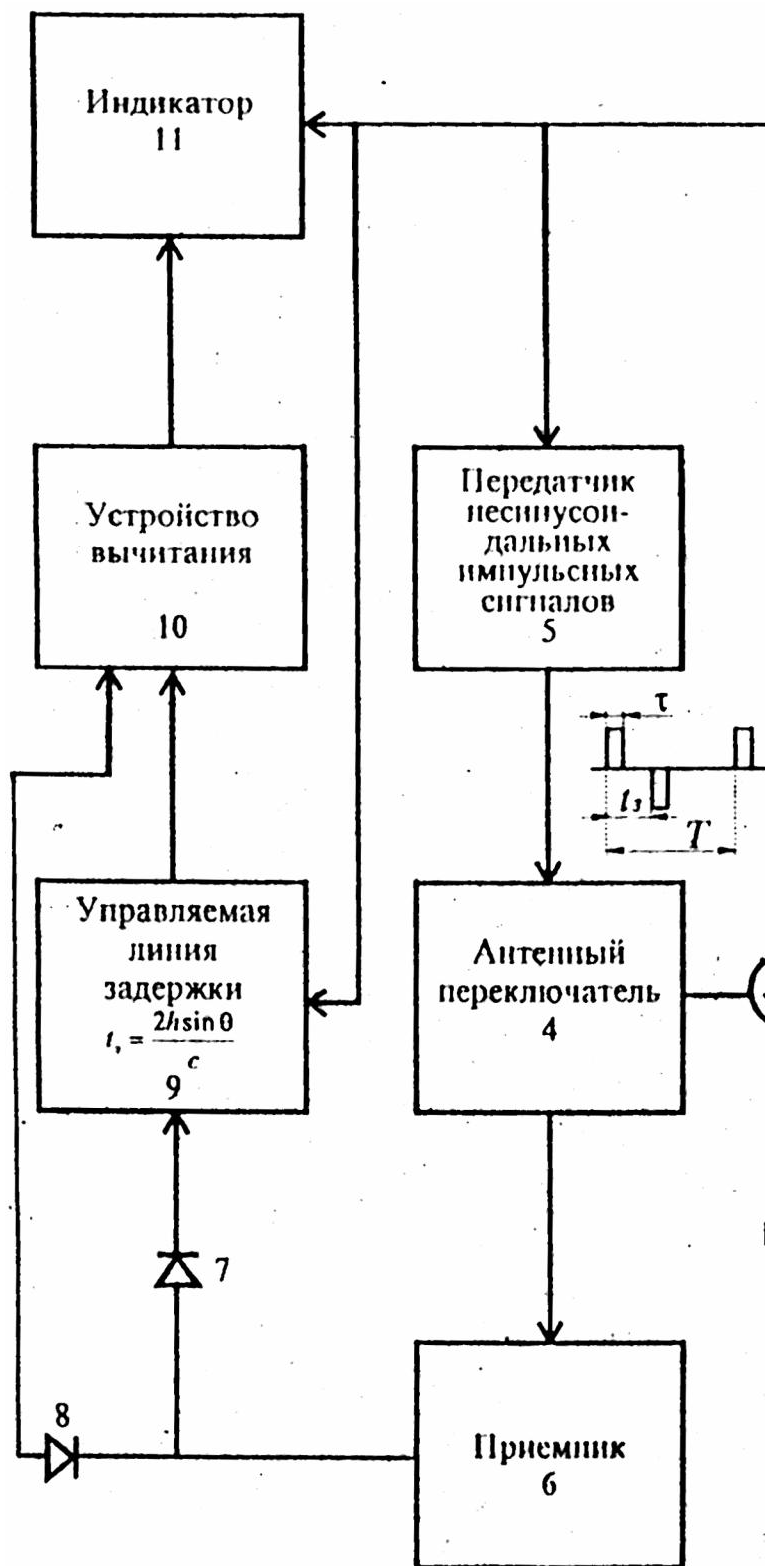 Индикатор
11
Устройство
вычитания
10
Передатчик
несинусои-
дальных
импульсных
сигналов
5
τ
t₃
T
Управляемая
линия
задержки
t₃ = 2h sin θ / c
9
Антенный
переключатель
4
7
8
Приемник
6